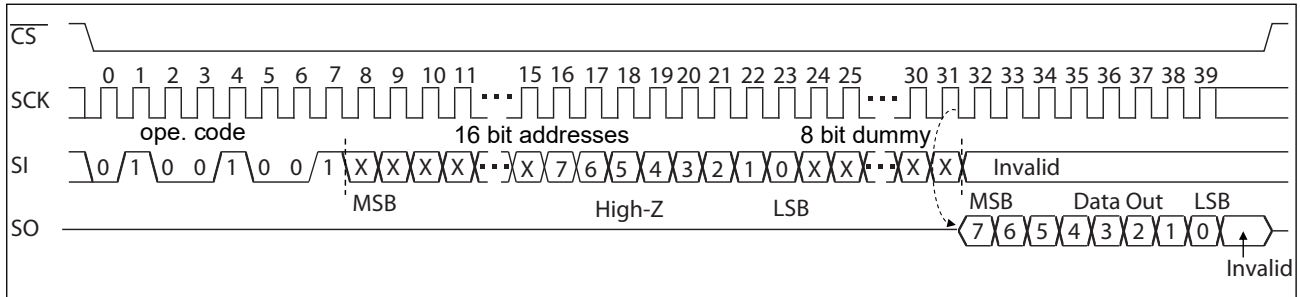 CS
0 1 2 3 4 5 6 7 8 9 10 11 15 16 17 18 19 20 21 22 23 24 25 30 31 32 33 34 35 36 37 38 39
SCK ··· ···
ope. code 16 bit addresses 8 bit dummy
SI 0 1 0 0 1 0 0 1 X X X X ··· X 7 6 5 4 3 2 1 0 X X ··· X X Invalid
MSB High-Z LSB MSB Data Out LSB
SO 7 6 5 4 3 2 1 0
Invalid